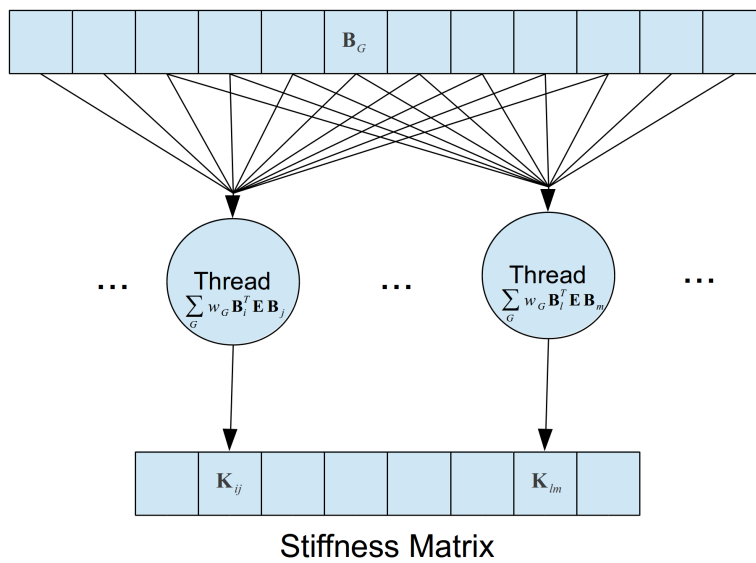 B_G
... Thread ... Thread ...
∑_G w_G B_i^T E B_j ∑_G w_G B_l^T E B_m
K_ij K_lm
Stiffness Matrix